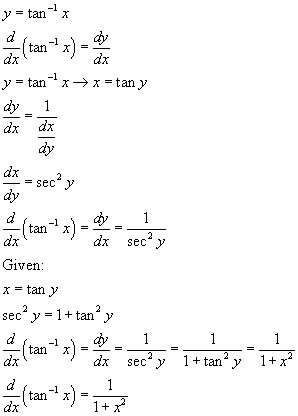 y = tan⁻¹ x
d/dx (tan⁻¹ x) = dy/dx
y = tan⁻¹ x → x = tan y
dy/dx = 1/(dx/dy)
dx/dy = sec² y
d/dx (tan⁻¹ x) = dy/dx = 1/(sec² y)
Given:
x = tan y
sec² y = 1 + tan² y
d/dx (tan⁻¹ x) = dy/dx = 1/(sec² y) = 1/(1 + tan² y) = 1/(1 + x²)
d/dx (tan⁻¹ x) = 1/(1 + x²)